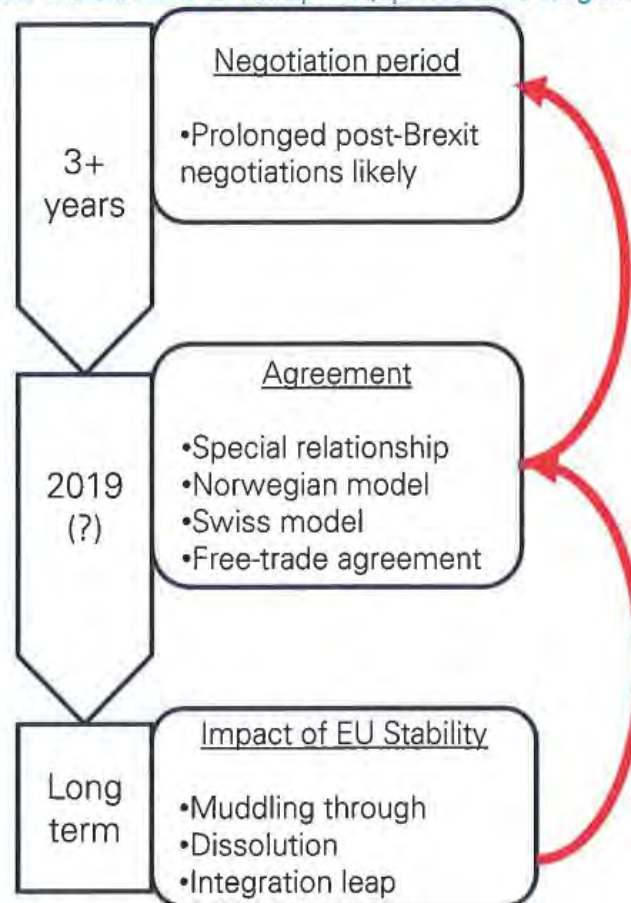 Negotiation period
•Prolonged post-Brexit
negotiations likely
3+
years
Agreement
•Special relationship
•Norwegian model
•Swiss model
•Free-trade agreement
2019
(?)
Impact of EU Stability
•Muddling through
•Dissolution
•Integration leap
Long
term